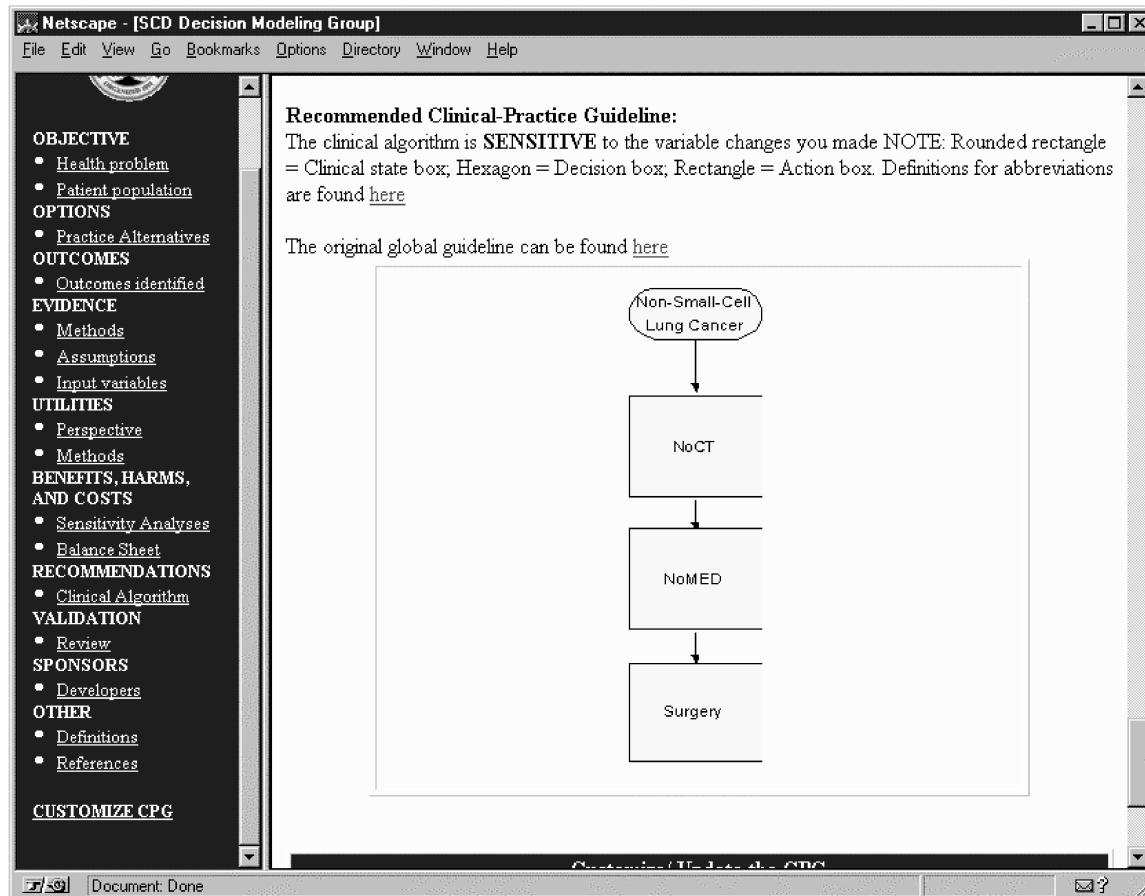 Netscape - [SCD Decision Modeling Group]
File Edit View Go Bookmarks Options Directory Window Help
OBJECTIVE
Health problem
Patient population
OPTIONS
Practice Alternatives
OUTCOMES
Outcomes identified
EVIDENCE
Methods
Assumptions
Input variables
UTILITIES
Perspective
Methods
BENEFITS, HARMS,
AND COSTS
Sensitivity Analyses
Balance Sheet
RECOMMENDATIONS
Clinical Algorithm
VALIDATION
Review
SPONSORS
Developers
OTHER
Definitions
References
CUSTOMIZE CPG
Recommended Clinical-Practice Guideline:
The clinical algorithm is SENSITIVE to the variable changes you made NOTE: Rounded rectangle
= Clinical state box; Hexagon = Decision box; Rectangle = Action box. Definitions for abbreviations
are found here
The original global guideline can be found here
Non-Small-Cell
Lung Cancer
NoCT
NoMED
Surgery
Customize/Update the CPG
Document: Done